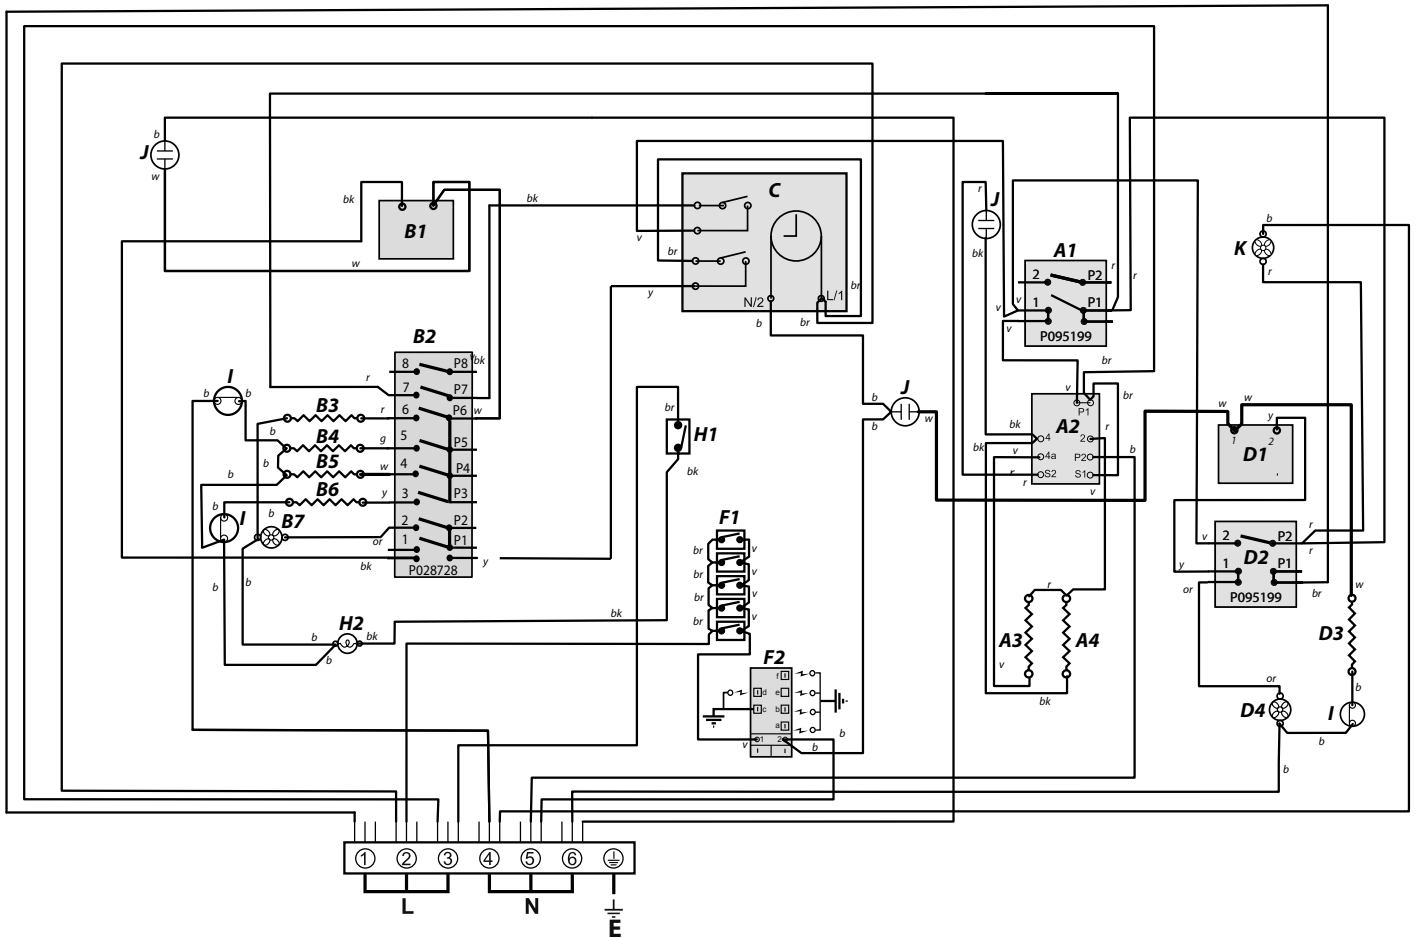 b
J
w
bk
B1
w
bk
v
br
y
C
N/2
L/1
br
b
br
r
J
bk
A1
2
P2
r
r
v
v
1
P1
v
P095199
b
K
r
B2
8
P8
bk
r
7
P7
6
P6
w
5
P5
4
P4
3
P3
2
P2
1
P1
y
P028728
I
b
b
B3
r
b
B4
g
b
B5
w
b
B6
y
b
b
I
B7
or
bk
b
b
H2
b
bk
b
bk
br
H1
bk
b
J
b
w
v
br
br
P1
A2
bk
4
2
r
bk
v
4a
P2
b
r
S2
S1
v
w
w
y
1
2
D1
v
2
P2
r
r
D2
y
1
P1
or
br
P095199
w
D3
b
or
D4
I
b
b
r
A3
A4
v
bk
F1
br
v
br
v
br
v
br
v
F2
f
d
e
c
b
a
1
2
v
b
b
1
2
3
4
5
6
L
N
E